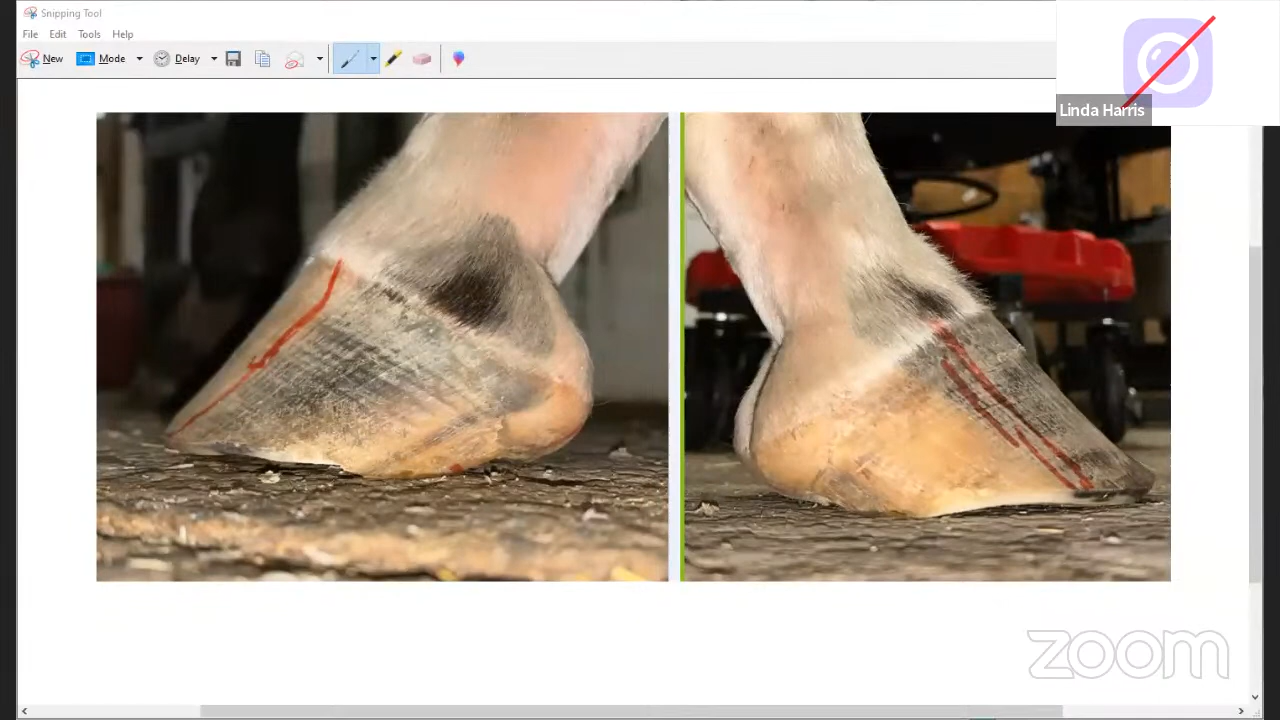 Snipping Tool
File Edit Tools Help
New Mode Delay
Linda Harris
zoom